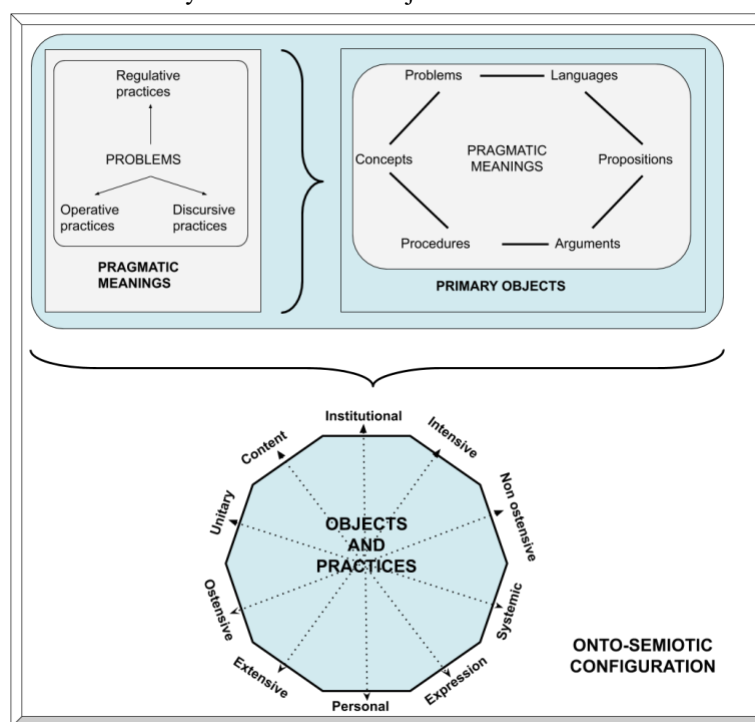 Regulative
practices
PROBLEMS
Operative
practices
Discursive
practices
PRAGMATIC
MEANINGS
Problems
Languages
Concepts
PRAGMATIC
MEANINGS
Propositions
Procedures
Arguments
PRIMARY OBJECTS
Institutional
Content
Intensive
Unitary
Non ostensive
OBJECTS
AND
PRACTICES
Ostensive
Systemic
Extensive
Expression
Personal
ONTO-SEMIOTIC
CONFIGURATION